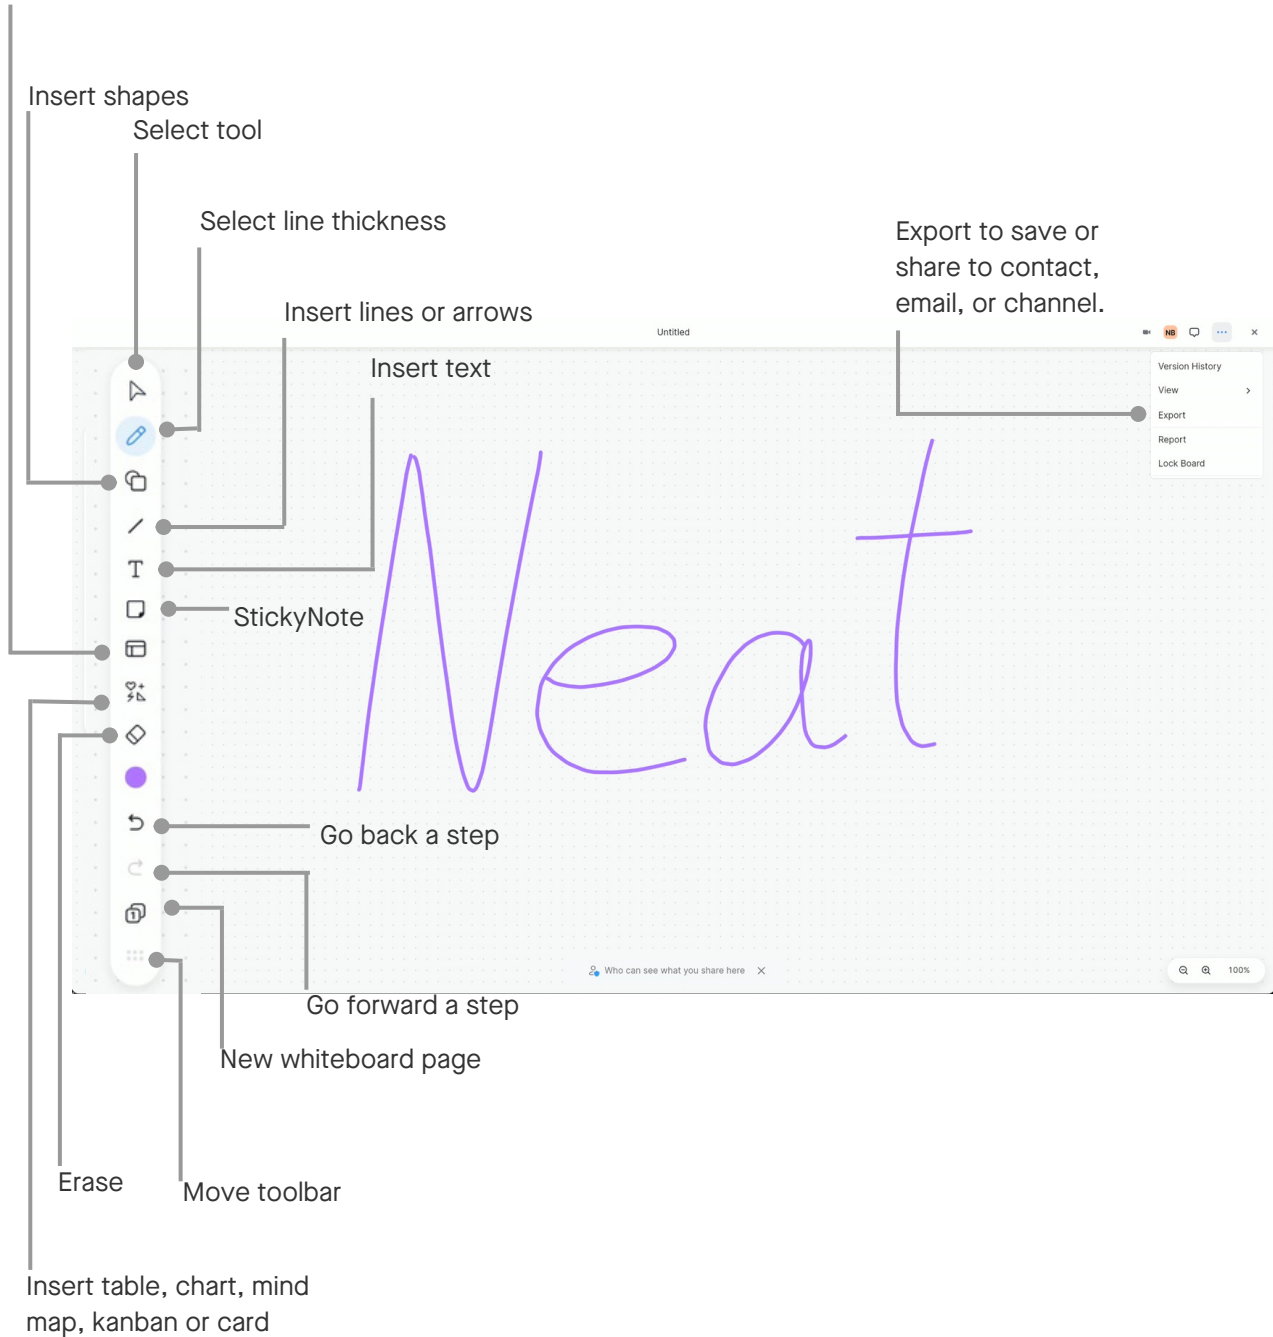 Insert shapes
Select tool
Select line thickness
Export to save or
share to contact,
email, or channel.
Insert lines or arrows
Untitled
NB
Insert text
Version History
View
Export
Report
Lock Board
T
Neat
StickyNote
Go back a step
1
Who can see what you share here
100%
Go forward a step
New whiteboard page
Erase
Move toolbar
Insert table, chart, mind
map, kanban or card